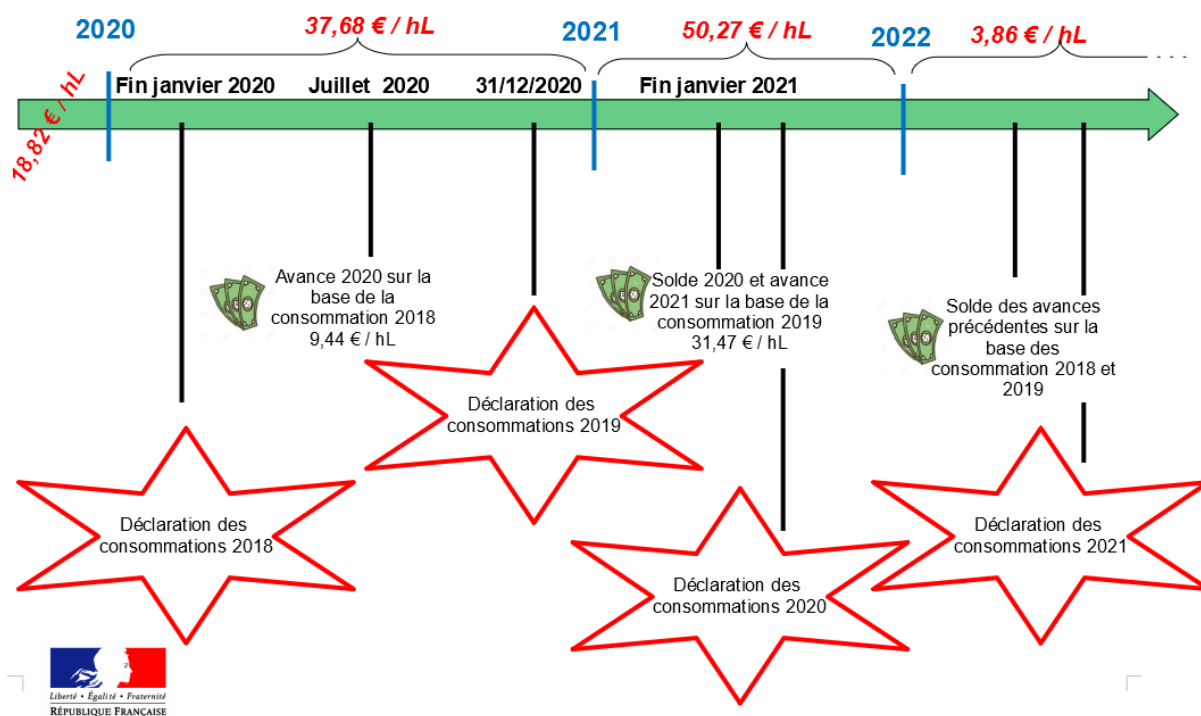 2020
37,68 € / hL
2021
50,27 € / hL
2022
3,86 € / hL
. . .
18,82 € / hL
Fin janvier 2020
Juillet 2020
31/12/2020
Fin janvier 2021
Avance 2020 sur la
base de la
consommation 2018
9,44 € / hL
Solde 2020 et avance
2021 sur la base de la
consommation 2019
31,47 € / hL
Solde des avances
précédentes sur la
base des
consommation 2018 et
2019
Déclaration des
consommations 2019
Déclaration des
consommations 2018
Déclaration des
consommations 2021
Déclaration des
consommations 2020
Liberté • Égalité • Fraternité
RÉPUBLIQUE FRANÇAISE